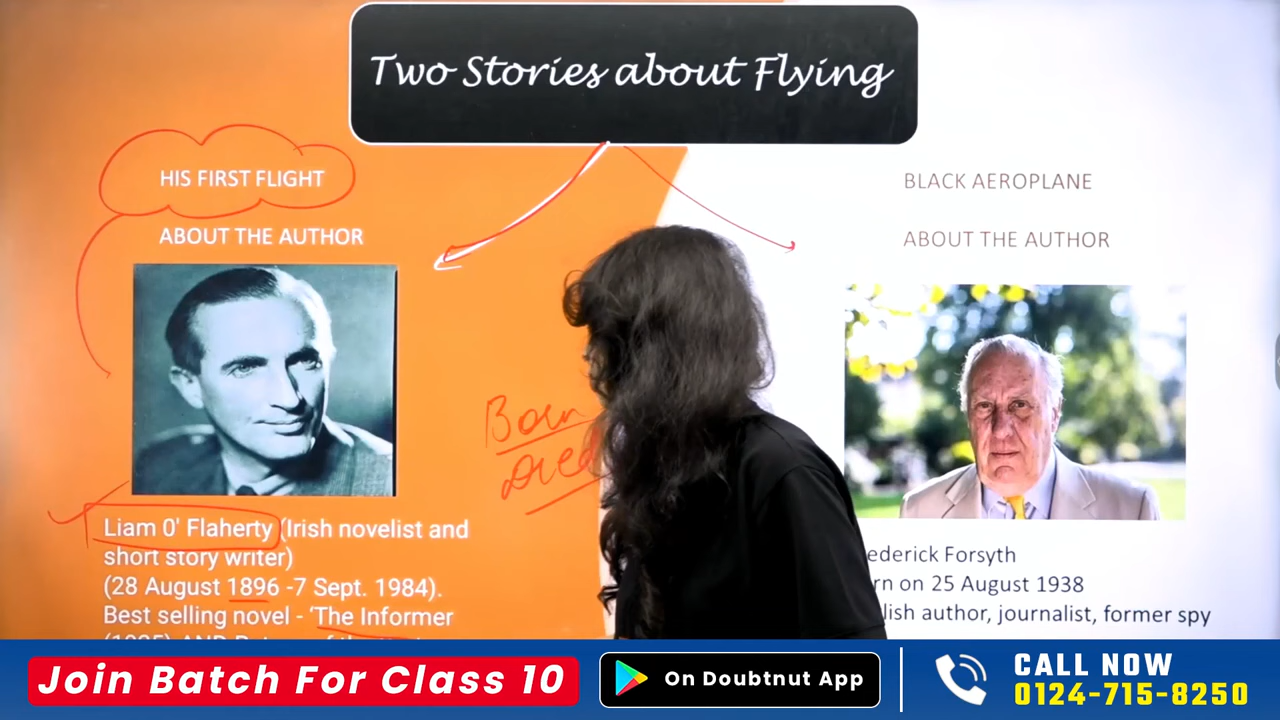 Two Stories about Flying
HIS FIRST FLIGHT
ABOUT THE AUTHOR
Liam O' Flaherty (Irish novelist and
short story writer)
(28 August 1896 -7 Sept. 1984).
Best selling novel - ‘The Informer
Born
Died
BLACK AEROPLANE
ABOUT THE AUTHOR
ederick Forsyth
rn on 25 August 1938
lish author, journalist, former spy
Join Batch For Class 10
On Doubtnut App
CALL NOW
0124-715-8250